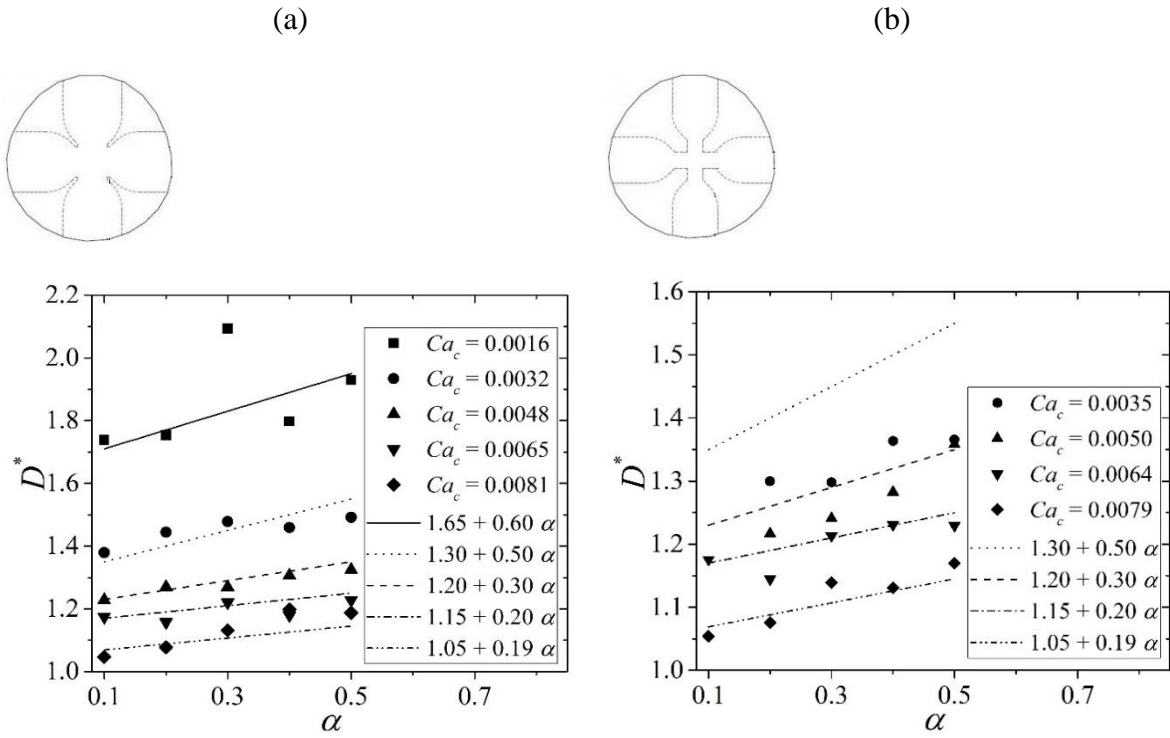 (a)
(b)
2.2
2.0
1.8
1.6
1.4
1.2
1.0
D*
0.1
0.3
0.5
0.7
α
Ca_c = 0.0016
Ca_c = 0.0032
Ca_c = 0.0048
Ca_c = 0.0065
Ca_c = 0.0081
1.65 + 0.60 α
1.30 + 0.50 α
1.20 + 0.30 α
1.15 + 0.20 α
1.05 + 0.19 α
1.6
1.5
1.4
1.3
1.2
1.1
1.0
D*
0.1
0.3
0.5
0.7
α
Ca_c = 0.0035
Ca_c = 0.0050
Ca_c = 0.0064
Ca_c = 0.0079
1.30 + 0.50 α
1.20 + 0.30 α
1.15 + 0.20 α
1.05 + 0.19 α